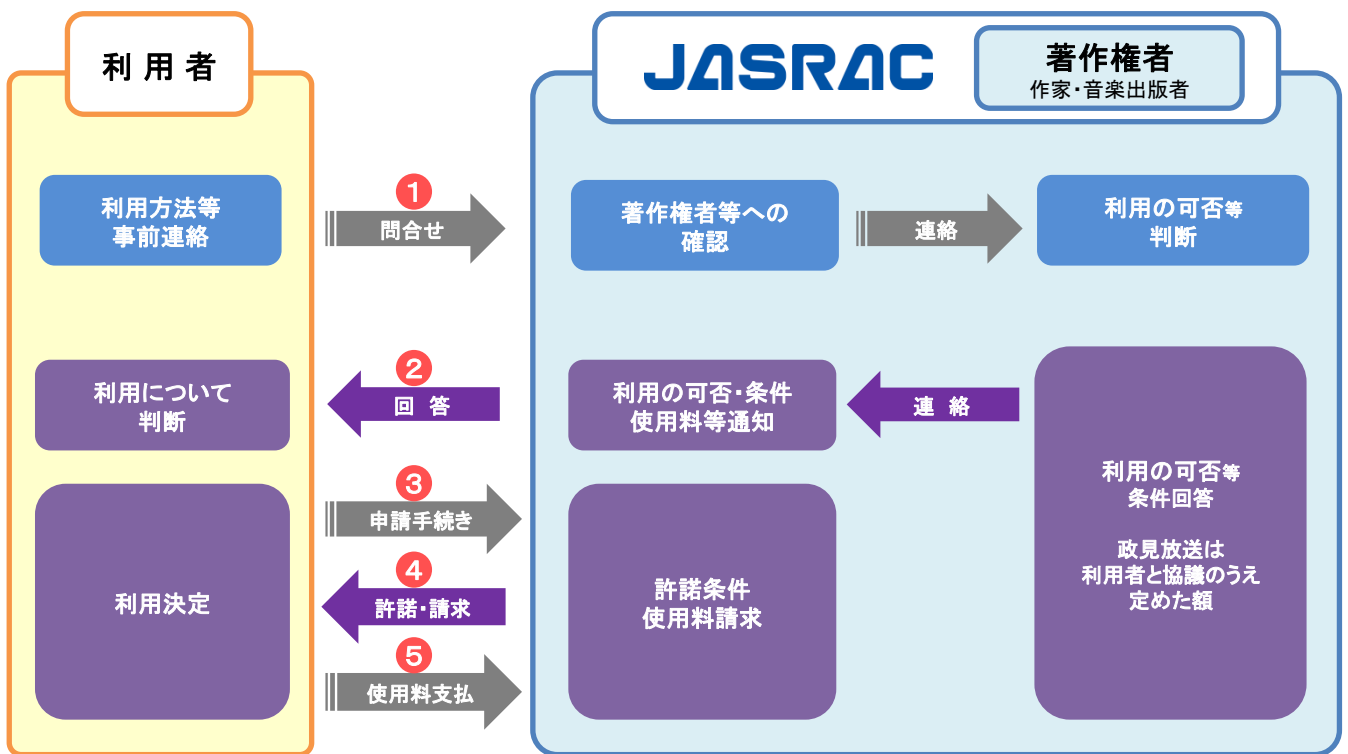 利用者
JASRAC
著作権者
作家・音楽出版者
利用方法等
事前連絡
1
問合せ
著作権者等への
確認
連絡
利用の可否等
判断
利用について
判断
2
回 答
利用の可否・条件
使用料等通知
連 絡
利用の可否等
条件回答
政見放送は
利用者と協議のうえ
定めた額
利用決定
3
申請手続き
4
許諾・請求
5
使用料支払
許諾条件
使用料請求